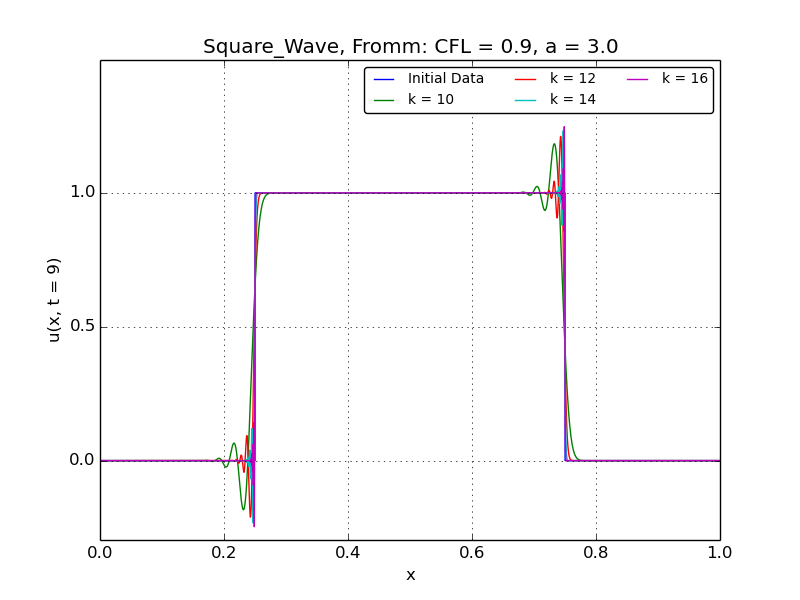 Square_Wave, Fromm: CFL = 0.9, a = 3.0
Initial Data k = 12 k = 16
k = 10 k = 14
1.0
u(x, t = 9)
0.5
0.0
0.0 0.2 0.4 0.6 0.8 1.0
x